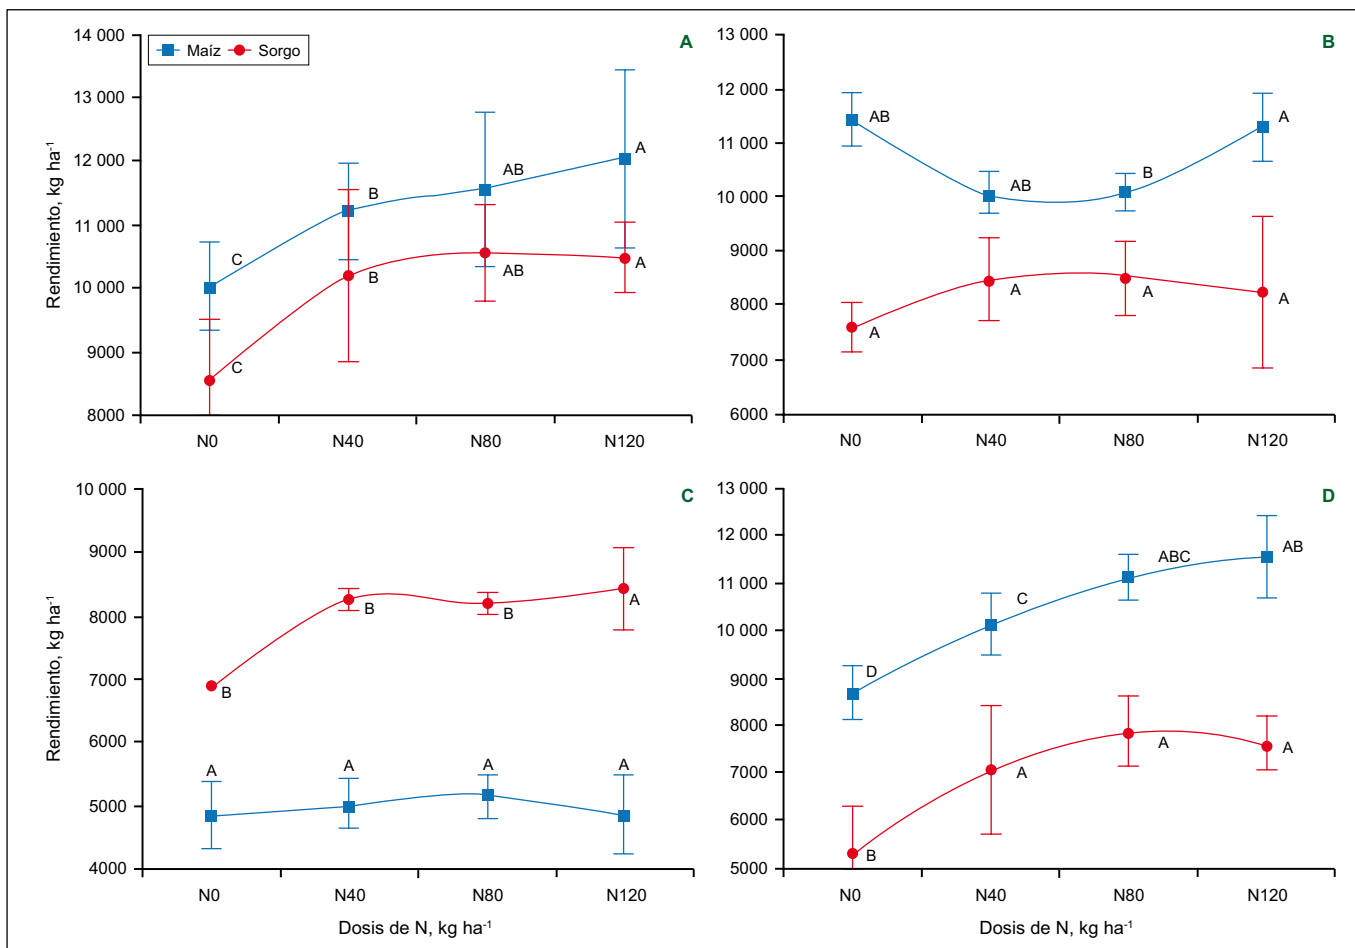 14 000
13 000
12 000
11 000
10 000
9000
8000
Rendimiento, kg ha⁻¹
Maíz Sorgo
A
C B AB A
C B AB A
N0 N40 N80 N120
13 000
12 000
11 000
10 000
9000
8000
7000
6000
B
AB AB B A
A A A A
N0 N40 N80 N120
10 000
9000
8000
7000
6000
5000
4000
Rendimiento, kg ha⁻¹
C
B B B A
A A A A
N0 N40 N80 N120
Dosis de N, kg ha⁻¹
13 000
12 000
11 000
10 000
9000
8000
7000
6000
5000
D
D C ABC AB
B A A A
N0 N40 N80 N120
Dosis de N, kg ha⁻¹